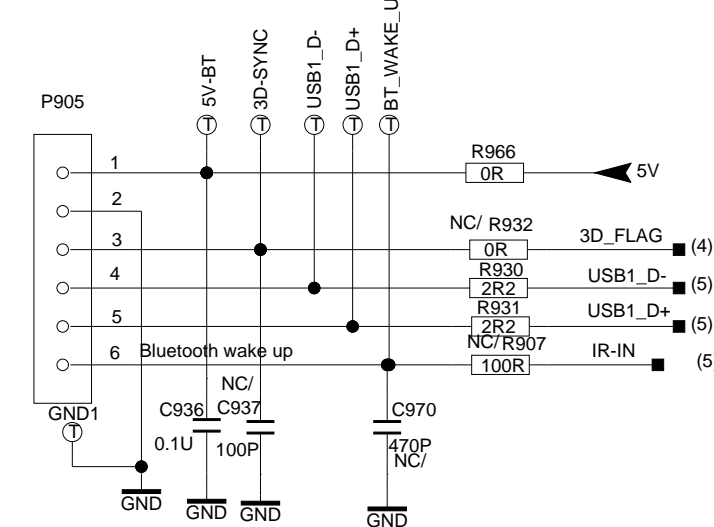 5V-BT
3D-SYNC
USB1_D-
USB1_D+
BT_WAKE_U
T
T
T
T
T
P905
1
R966
0R
5V
2
NC/ R932
3
0R
3D_FLAG
(4)
R930
4
2R2
USB1_D-
(5)
R931
5
2R2
USB1_D+
(5)
NC/R907
6
Bluetooth wake up
100R
IR-IN
(5
NC/
GND1
T
C936
C937
C970
0.1U
100P
470P
NC/
GND
GND
GND
GND